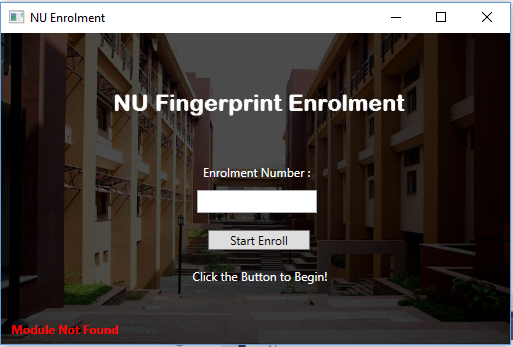 NU Enrolment
NU Fingerprint Enrolment
Enrolment Number :
Start Enroll
Click the Button to Begin!
Module Not Found